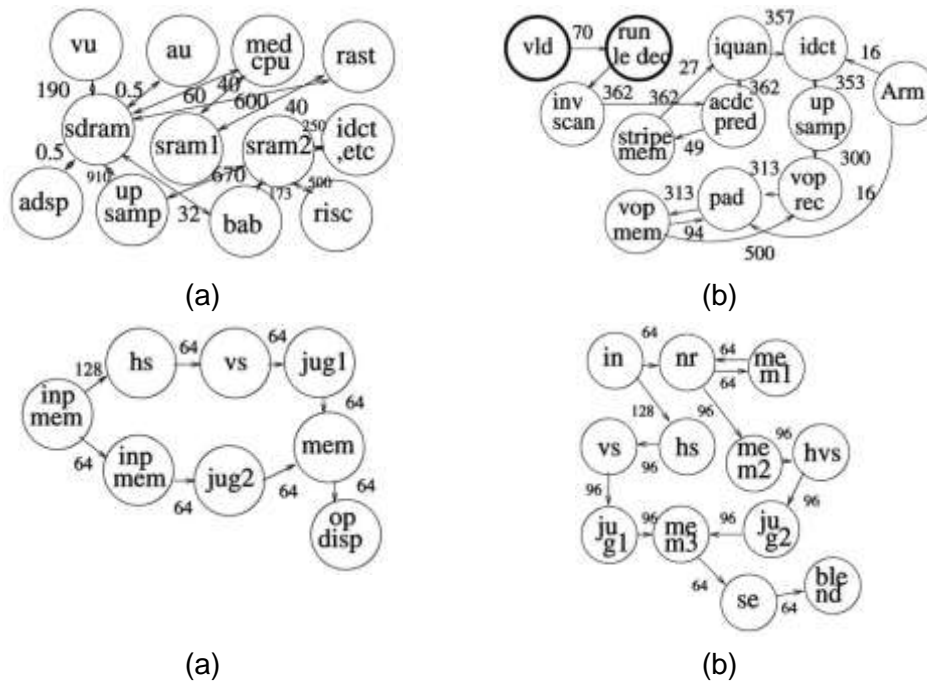 vu
au
med
cpu
rast
190
0.5
60
40
600
40
sdram
sram1
sram2
250
idct
,etc
0.5
910
670
173
500
adsp
up
samp
32
bab
risc
(a)
vld
70
run
le dec
27
iquan
357
idct
16
Arm
inv
scan
362
362
acdc
pred
362
353
up
samp
stripe
mem
49
300
313
313
pad
vop
rec
16
vop
mem
94
500
(b)
hs
64
vs
64
jug1
128
inp
mem
64
mem
64
inp
mem
64
jug2
64
64
op
disp
(a)
in
64
nr
64
me
m1
64
128
96
vs
96
hs
me
m2
96
hvs
96
96
ju
g1
96
me
m3
96
ju
g2
64
se
64
ble
nd
(b)